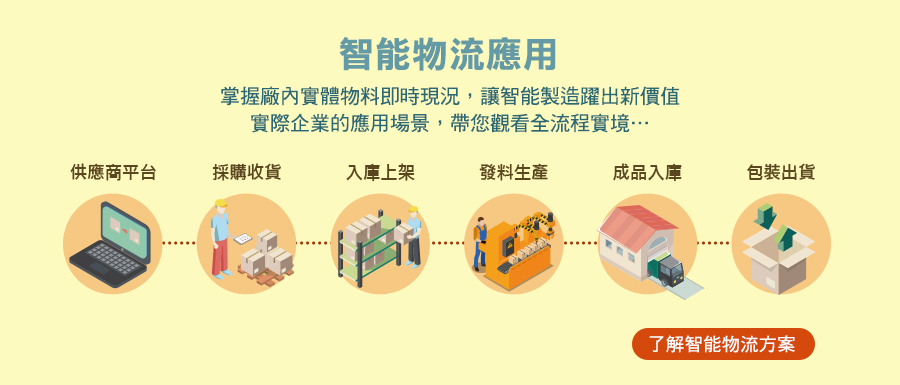 智能物流應用
掌握廠內實體物料即時現況，讓智能製造躍出新價值
實際企業的應用場景，帶您觀看全流程實境…
供應商平台
採購收貨
入庫上架
發料生產
成品入庫
包裝出貨
了解智能物流方案